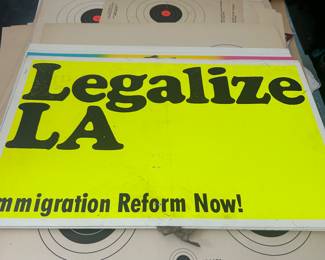 Legalize
LA
mmigration Reform Now!